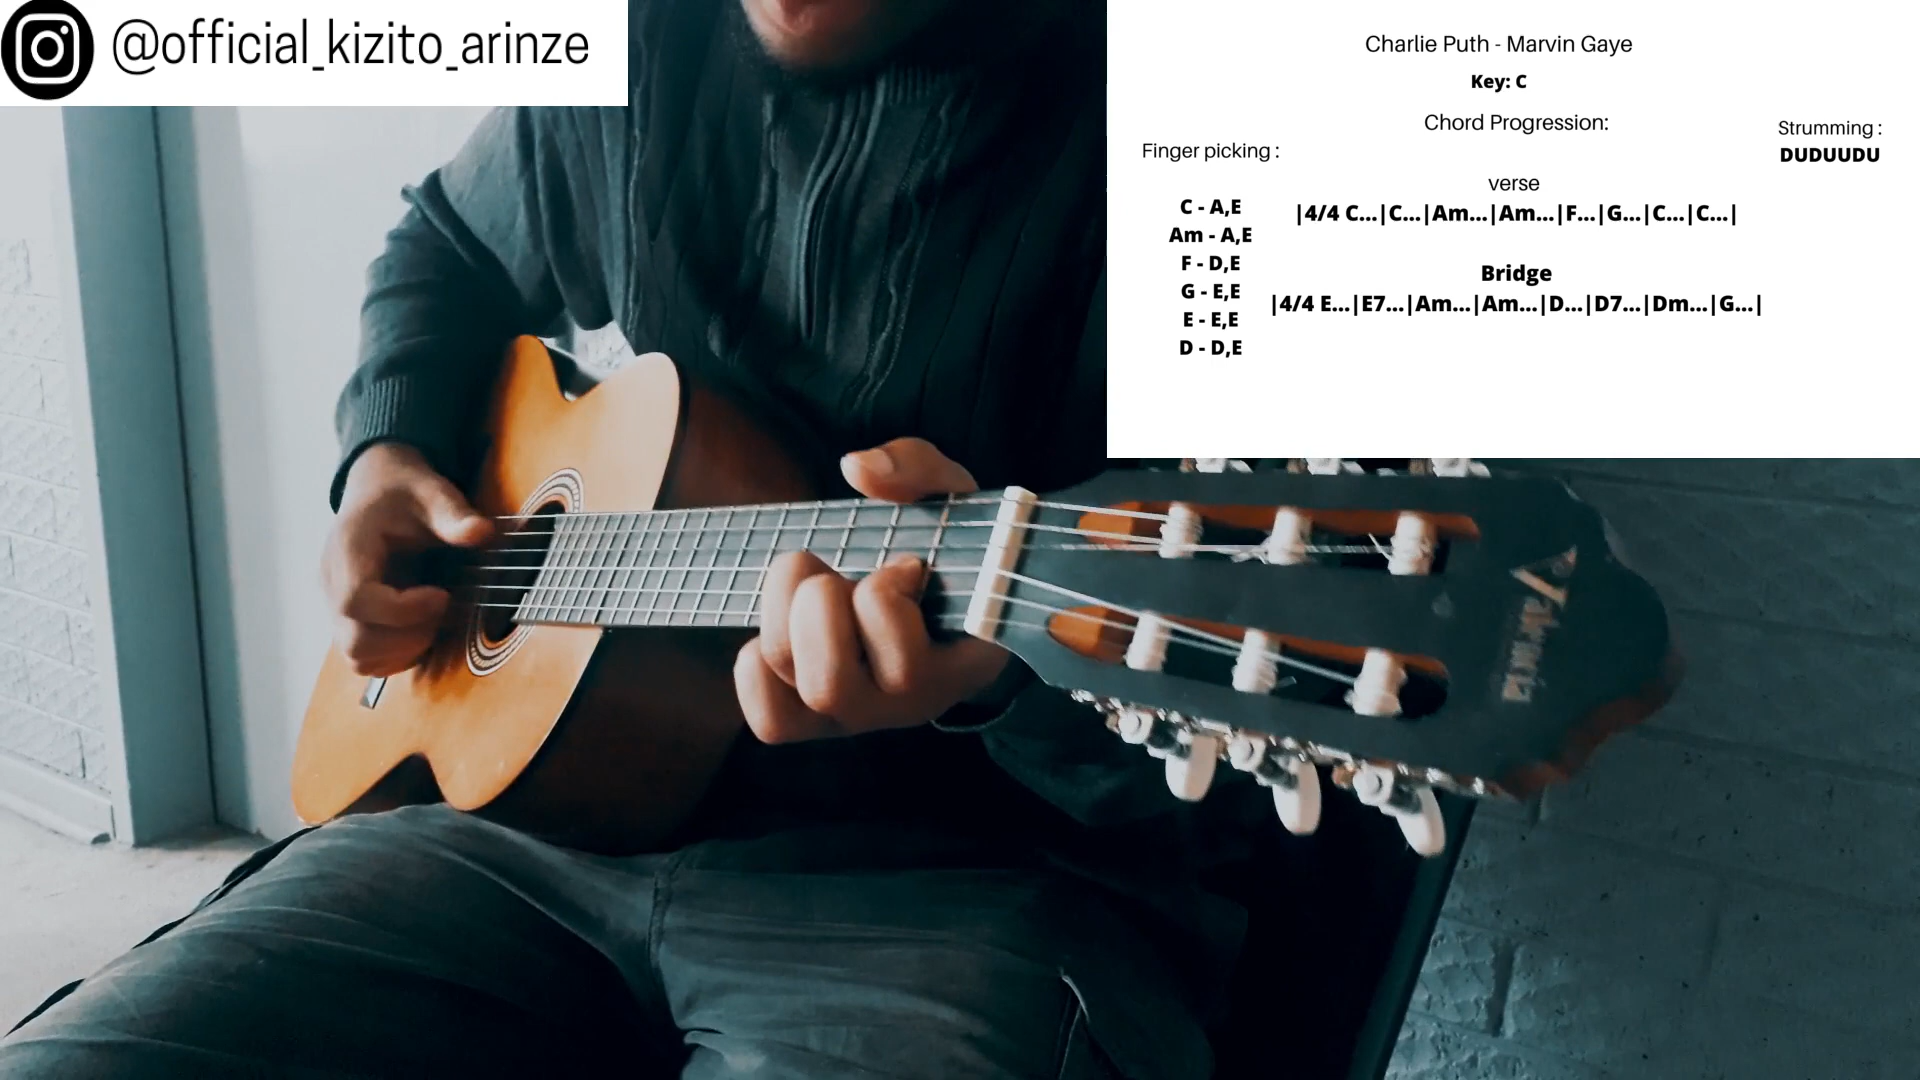 @official_kizito_arinze
Charlie Puth - Marvin Gaye
Key: C
Chord Progression:
Strumming :
DUDUUDU
Finger picking :
verse
C - A,E
|4/4 C...|C...|Am...|Am...|F...|G...|C...|C...|
Am - A,E
F - D,E
Bridge
G - E,E
|4/4 E...|E7...|Am...|Am...|D...|D7...|Dm...|G...|
E - E,E
D - D,E
Valencia